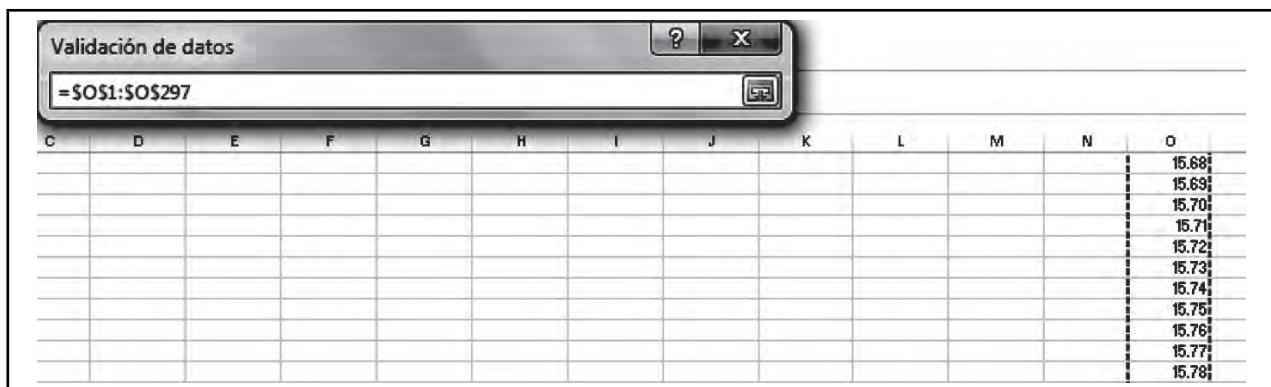 Validación de datos
? X
=$O$1:$O$297
C D E F G H I J K L M N O
15.68
15.69
15.70
15.71
15.72
15.73
15.74
15.75
15.76
15.77
15.78